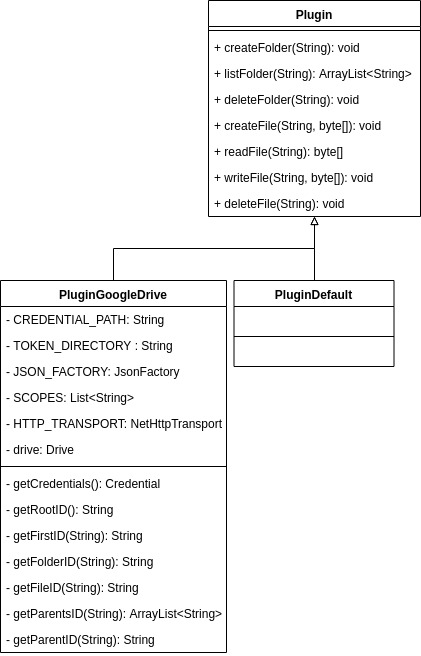 Plugin
+ createFolder(String): void
+ listFolder(String): ArrayList<String>
+ deleteFolder(String): void
+ createFile(String, byte[]): void
+ readFile(String): byte[]
+ writeFile(String, byte[]): void
+ deleteFile(String): void
PluginGoogleDrive
- CREDENTIAL_PATH: String
- TOKEN_DIRECTORY : String
- JSON_FACTORY: JsonFactory
- SCOPES: List<String>
- HTTP_TRANSPORT: NetHttpTransport
- drive: Drive
- getCredentials(): Credential
- getRootID(): String
- getFirstID(String): String
- getFolderID(String): String
- getFileID(String): String
- getParentsID(String): ArrayList<String>
- getParentID(String): String
PluginDefault